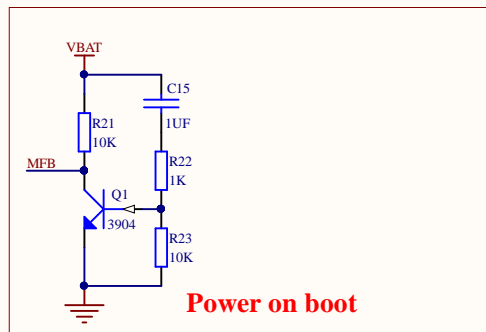 VBAT
C15
1UF
R21
10K
MFB
R22
1K
Q1
3904
R23
10K
Power on boot